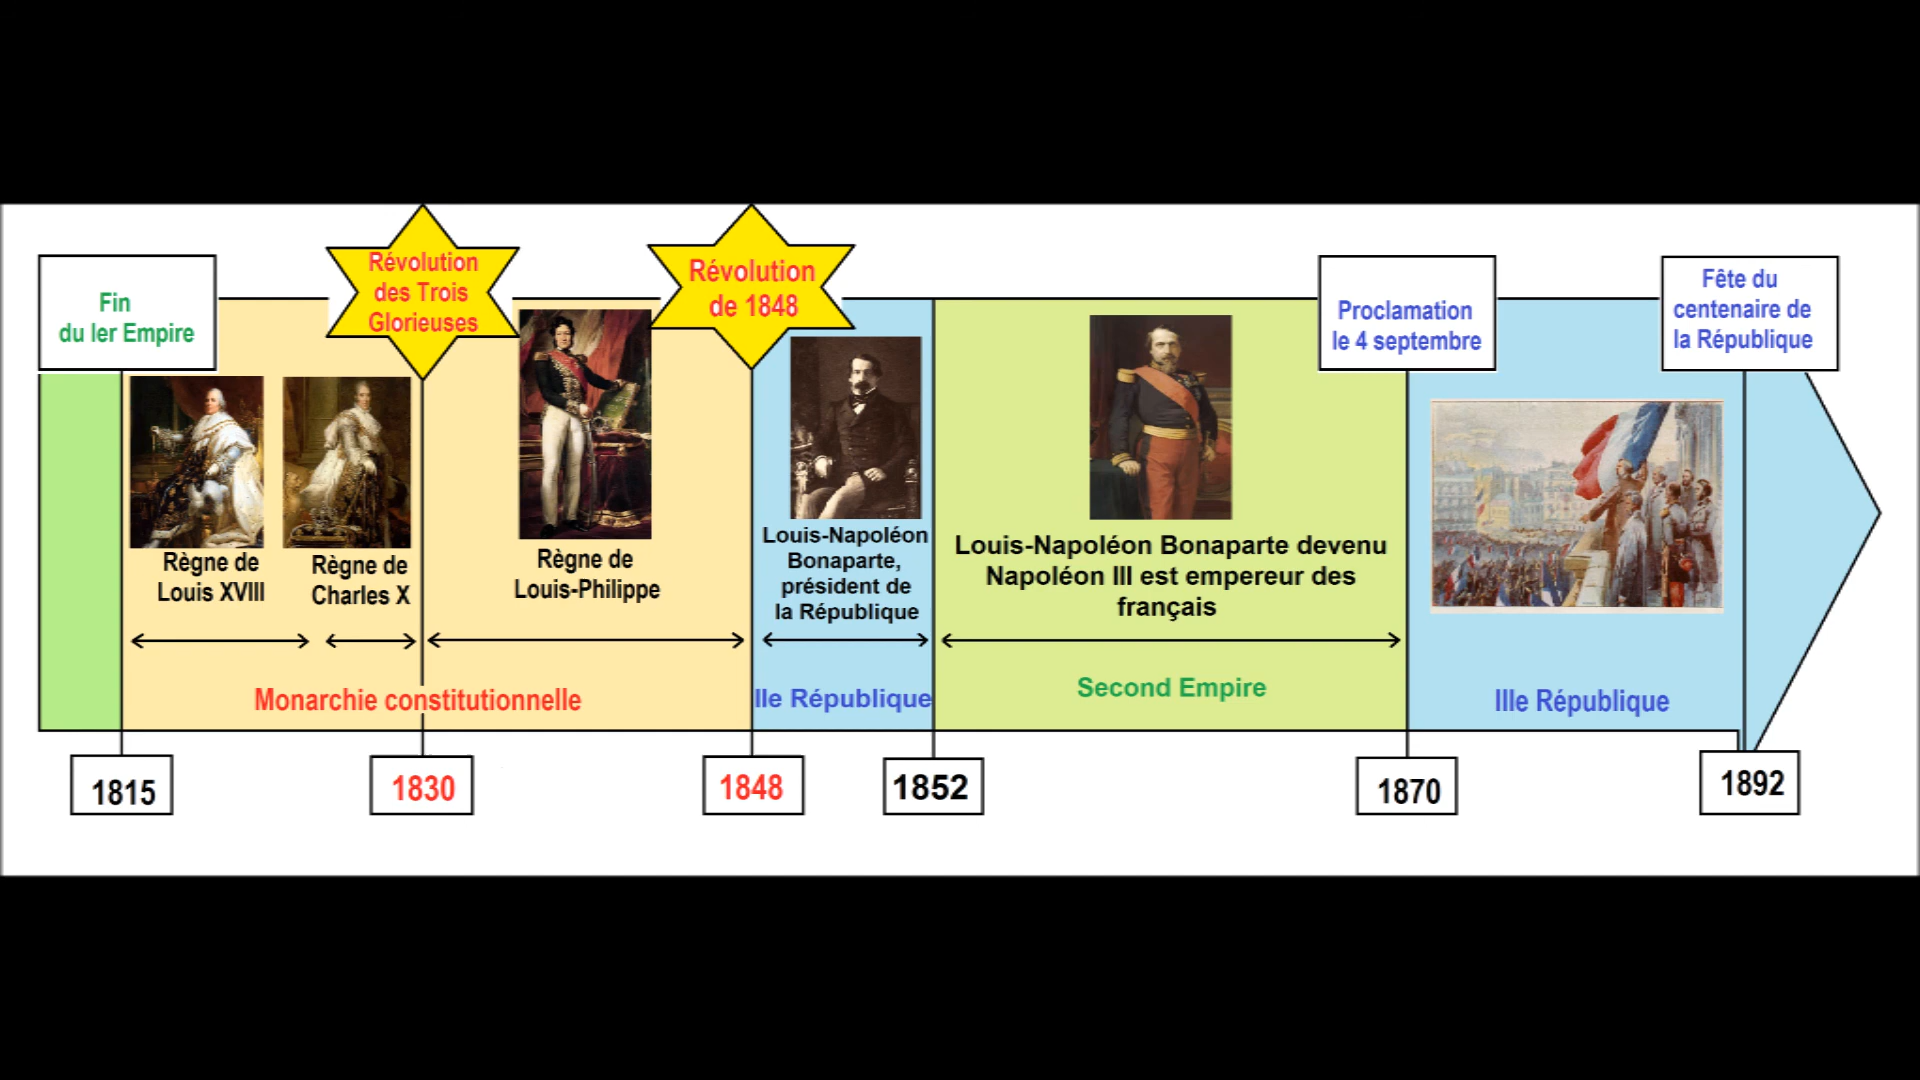 Fin
du Ier Empire
Révolution
des Trois
Glorieuses
Révolution
de 1848
Proclamation
le 4 septembre
Fête du
centenaire de
la République
Règne de
Louis XVIII
Règne de
Charles X
Règne de
Louis-Philippe
Louis-Napoléon
Bonaparte,
président de
la République
Louis-Napoléon Bonaparte devenu
Napoléon III est empereur des
français
Monarchie constitutionnelle
IIe République
Second Empire
IIIe République
1815
1830
1848
1852
1870
1892